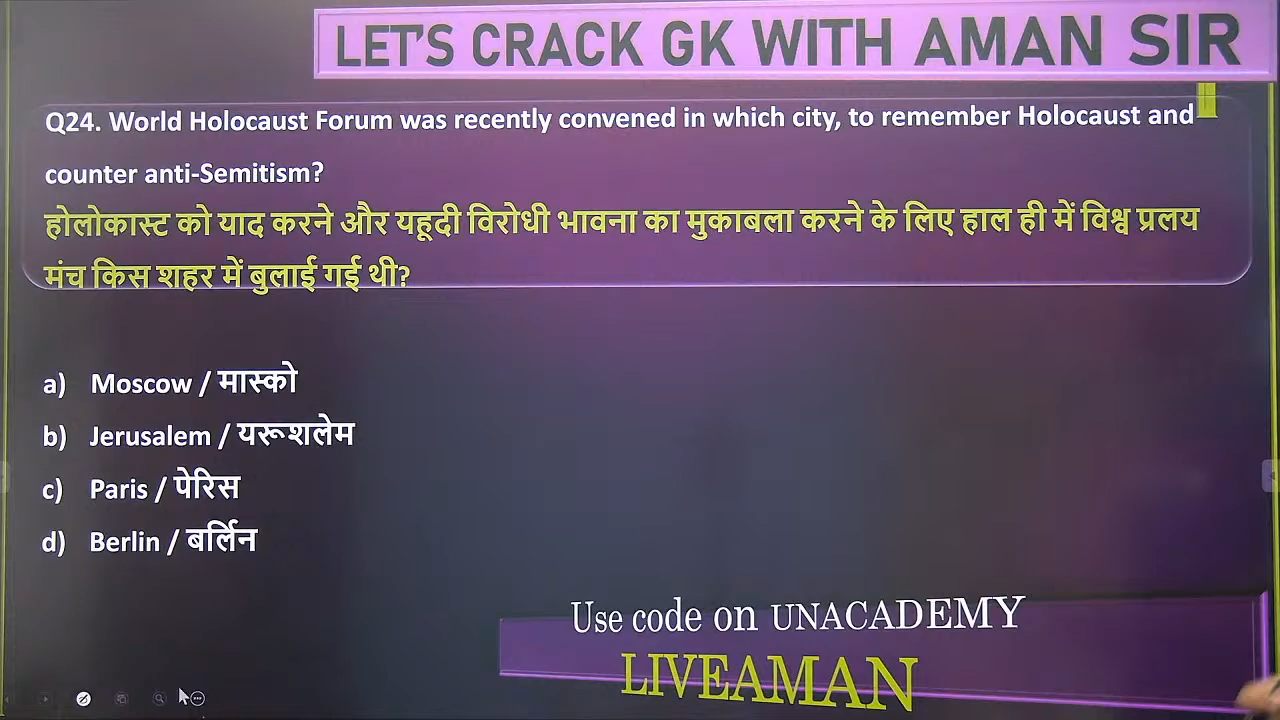 LET'S CRACK GK WITH AMAN SIR
Q24. World Holocaust Forum was recently convened in which city, to remember Holocaust and
counter anti-Semitism?
होलोकास्ट को याद करने और यहूदी विरोधी भावना का मुकाबला करने के लिए हाल ही में विश्व प्रलय
मंच किस शहर में बुलाई गई थी?
a) Moscow / मास्को
b) Jerusalem / यरूशलेम
c) Paris / पेरिस
d) Berlin / बर्लिन
Use code on UNACADEMY
LIVEAMAN